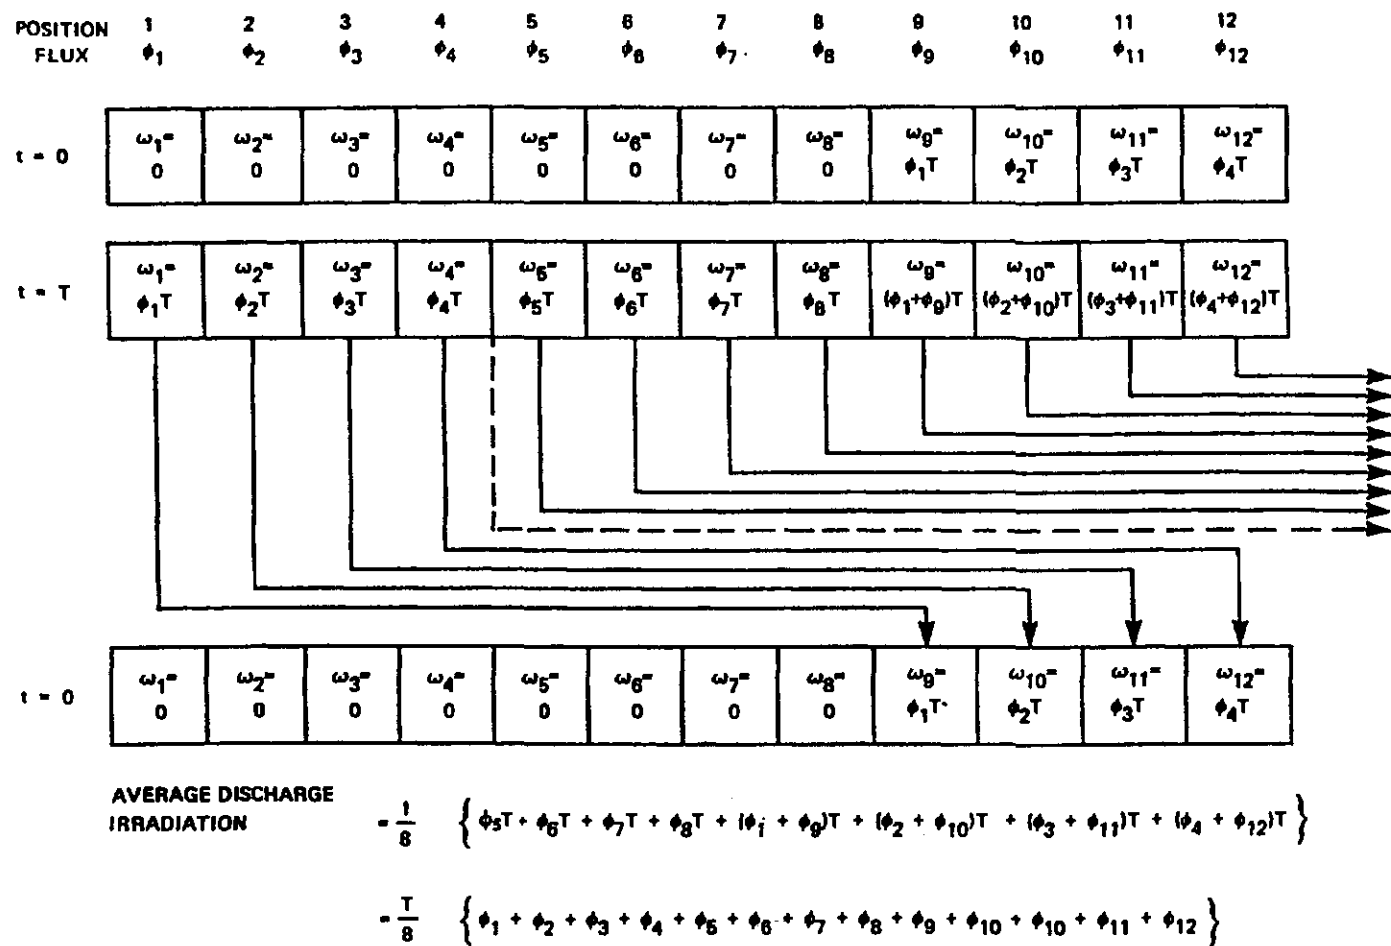 POSITION 1 2 3 4 5 6 7 8 9 10 11 12
FLUX ϕ1 ϕ2 ϕ3 ϕ4 ϕ5 ϕ6 ϕ7 ϕ8 ϕ9 ϕ10 ϕ11 ϕ12
ω1= ω2= ω3= ω4= ω5= ω6= ω7= ω8= ω9= ω10= ω11= ω12=
t = 0
0 0 0 0 0 0 0 0 ϕ1T ϕ2T ϕ3T ϕ4T
ω1= ω2= ω3= ω4= ω5= ω6= ω7= ω8= ω9= ω10= ω11= ω12=
t = T
ϕ1T ϕ2T ϕ3T ϕ4T ϕ5T ϕ6T ϕ7T ϕ8T (ϕ1+ϕ9)T (ϕ2+ϕ10)T (ϕ3+ϕ11)T (ϕ4+ϕ12)T
ω1= ω2= ω3= ω4= ω5= ω6= ω7= ω8= ω9= ω10= ω11= ω12=
t = 0
0 0 0 0 0 0 0 0 ϕ1T ϕ2T ϕ3T ϕ4T
AVERAGE DISCHARGE
IRRADIATION = 1/8 { ϕ5T + ϕ6T + ϕ7T + ϕ8T + (ϕ1 + ϕ9)T + (ϕ2 + ϕ10)T + (ϕ3 + ϕ11)T + (ϕ4 + ϕ12)T }
= T/8 { ϕ1 + ϕ2 + ϕ3 + ϕ4 + ϕ5 + ϕ6 + ϕ7 + ϕ8 + ϕ9 + ϕ10 + ϕ10 + ϕ11 + ϕ12 }